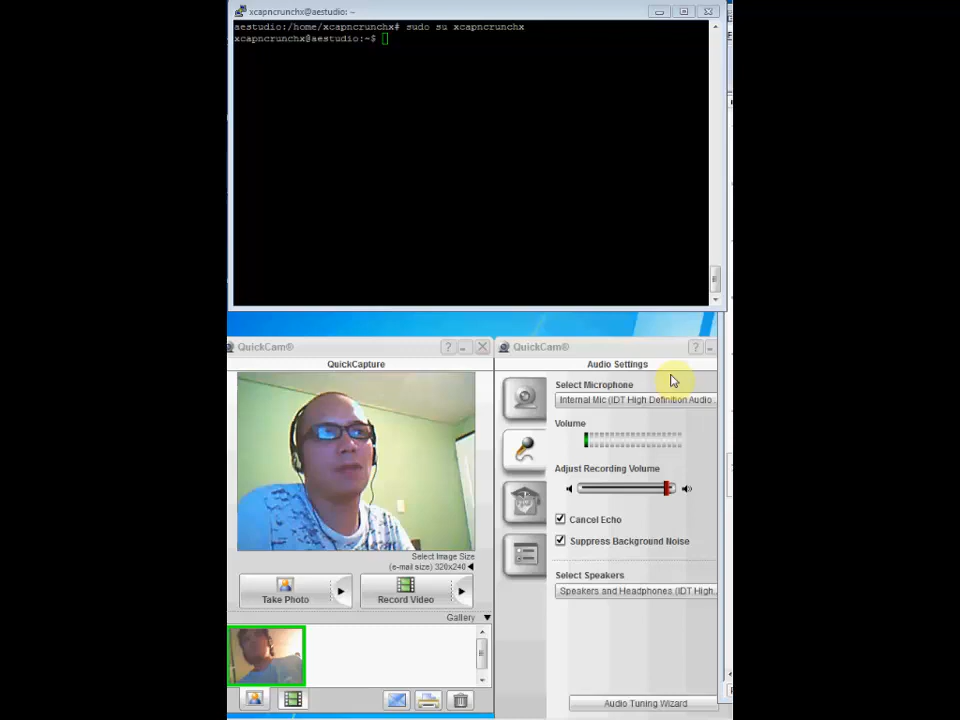 xcapncrunchx@aestudio: ~
aestudio:/home/xcapncrunchx# sudo su xcapncrunchx
xcapncrunchx@aestudio:~$
QuickCam®
QuickCapture
Select Image Size
(e-mail size) 320x240
Take Photo
Record Video
Gallery
QuickCam®
Audio Settings
Select Microphone
Internal Mic (IDT High Definition Audio
Volume
Adjust Recording Volume
Cancel Echo
Suppress Background Noise
Select Speakers
Speakers and Headphones (IDT High
Audio Tuning Wizard